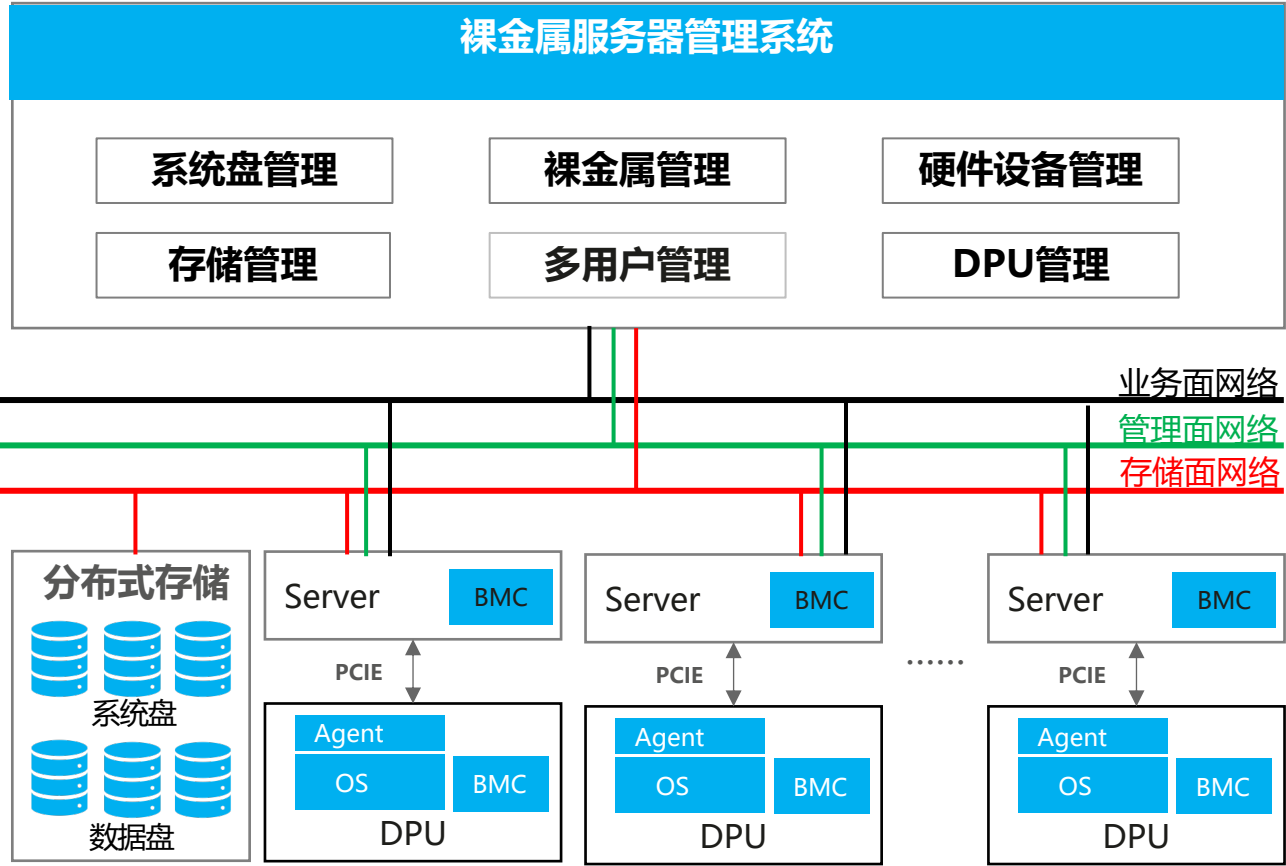 裸金属服务器管理系统
系统盘管理
裸金属管理
硬件设备管理
存储管理
多用户管理
DPU管理
业务面网络
管理面网络
存储面网络
分布式存储
系统盘
数据盘
Server
BMC
PCIE
Agent
OS
BMC
DPU
Server
BMC
PCIE
Agent
OS
BMC
DPU
......
Server
BMC
PCIE
Agent
OS
BMC
DPU